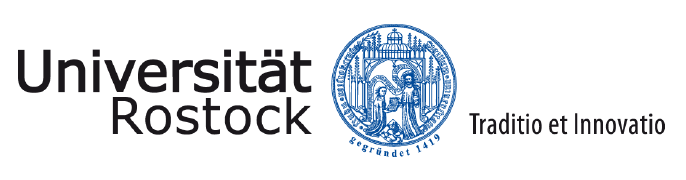 Universität
Rostock
gegründet 1419
Traditio et Innovatio